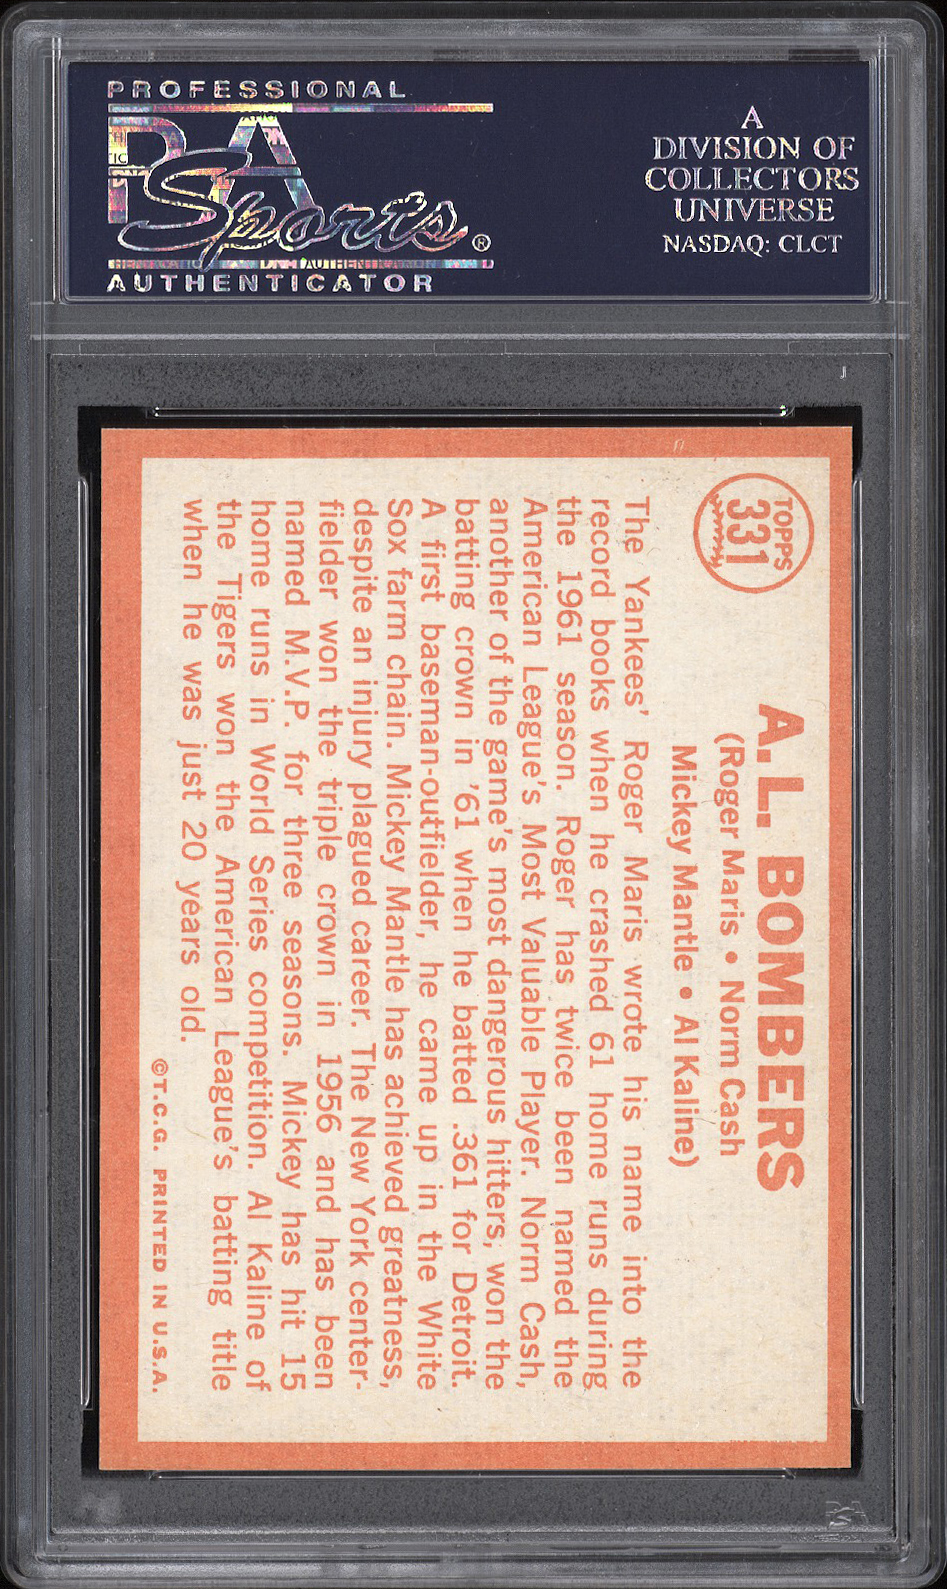 PROFESSIONAL
PSA
Sports®
AUTHENTICATOR
A
DIVISION OF
COLLECTORS
UNIVERSE
NASDAQ: CLCT
TOPPS
331
A.L. BOMBERS
(Roger Maris • Norm Cash
Mickey Mantle • Al Kaline)
The Yankees' Roger Maris wrote his name into the
record books when he crashed 61 home runs during
the 1961 season. Roger has twice been named the
American League's Most Valuable Player. Norm Cash,
another of the game's most dangerous hitters, won the
batting crown in '61 when he batted .361 for Detroit.
A first baseman-outfielder, he came up in the White
Sox farm chain. Mickey Mantle has achieved greatness,
despite an injury plagued career. The New York center-
fielder won the triple crown in 1956 and has been
named M.V.P. for three seasons. Mickey has hit 15
home runs in World Series competition. Al Kaline of
the Tigers won the American League's batting title
when he was just 20 years old.
©T.C.G. PRINTED IN U.S.A.